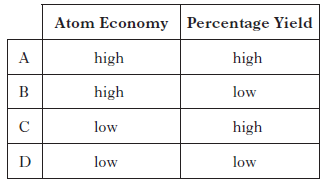 Atom Economy Percentage Yield
A high high
B high low
C low high
D low low